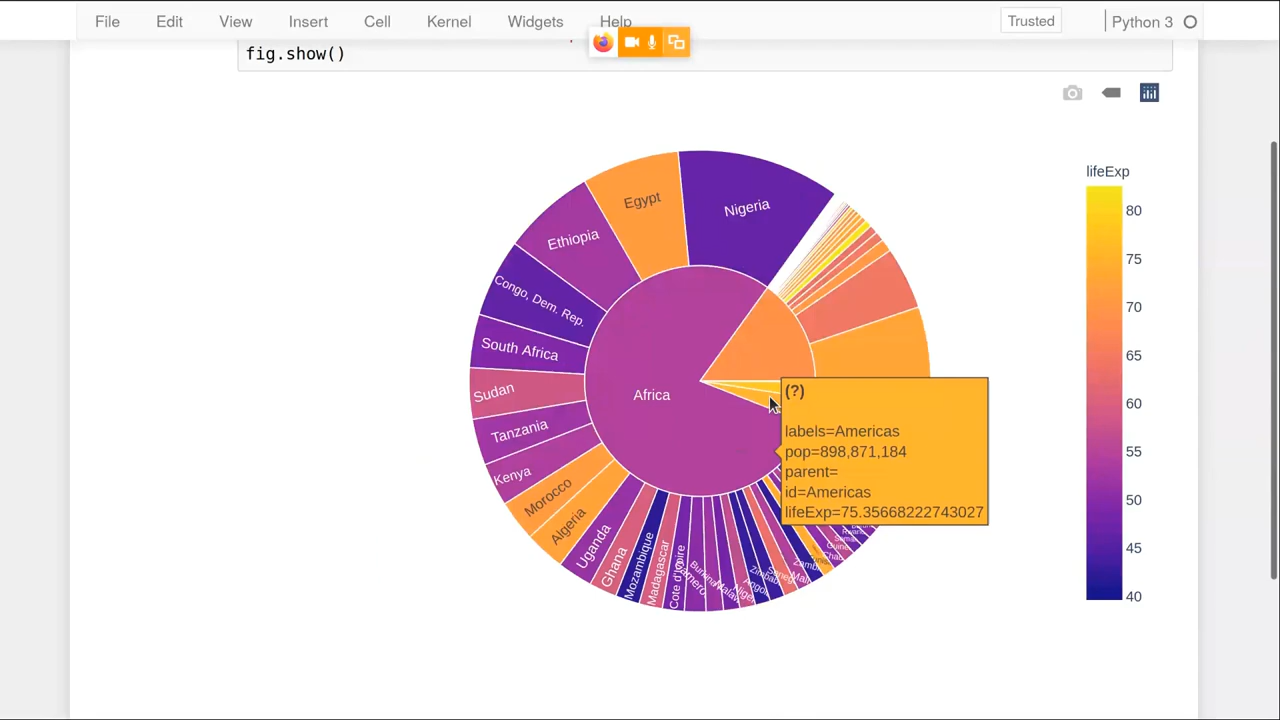 File Edit View Insert Cell Kernel Widgets Help Trusted Python 3
fig.show()
lifeExp
80
75
70
65
60
55
50
45
40
Nigeria
Egypt
Ethiopia
Congo, Dem. Rep.
South Africa
Sudan
Tanzania
Kenya
Morocco
Algeria
Uganda
Ghana
Mozambique
Madagascar
Cote d'Ivoire
Africa
(?)
labels=Americas
pop=898,871,184
parent=
id=Americas
lifeExp=75.35668222743027